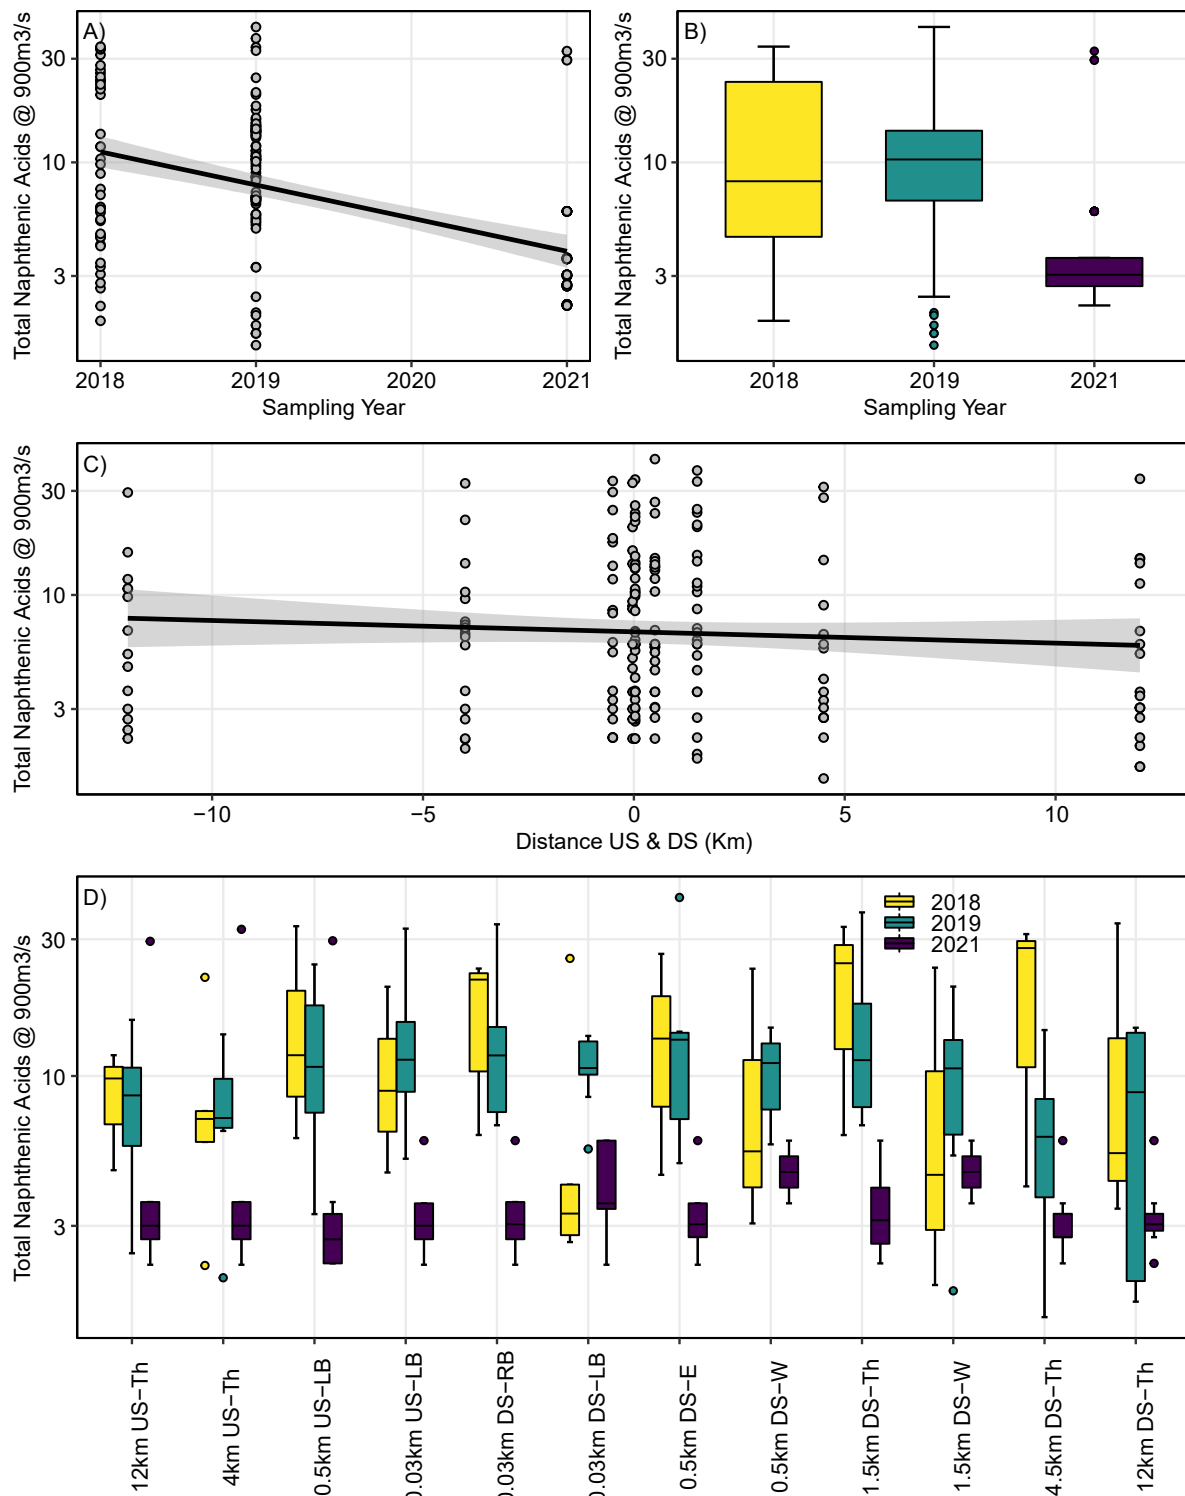 A)
Total Naphthenic Acids @ 900m3/s
30
10
3
2018
2019
2020
2021
Sampling Year
B)
Total Naphthenic Acids @ 900m3/s
30
10
3
2018
2019
2021
Sampling Year
C)
Total Naphthenic Acids @ 900m3/s
30
10
3
−10
−5
0
5
10
Distance US & DS (Km)
D)
Total Naphthenic Acids @ 900m3/s
30
10
3
2018
2019
2021
12km US−Th
4km US−Th
0.5km US−LB
0.03km US−LB
0.03km DS−RB
0.03km DS−LB
0.5km DS−E
0.5km DS−W
1.5km DS−Th
1.5km DS−W
4.5km DS−Th
12km DS−Th